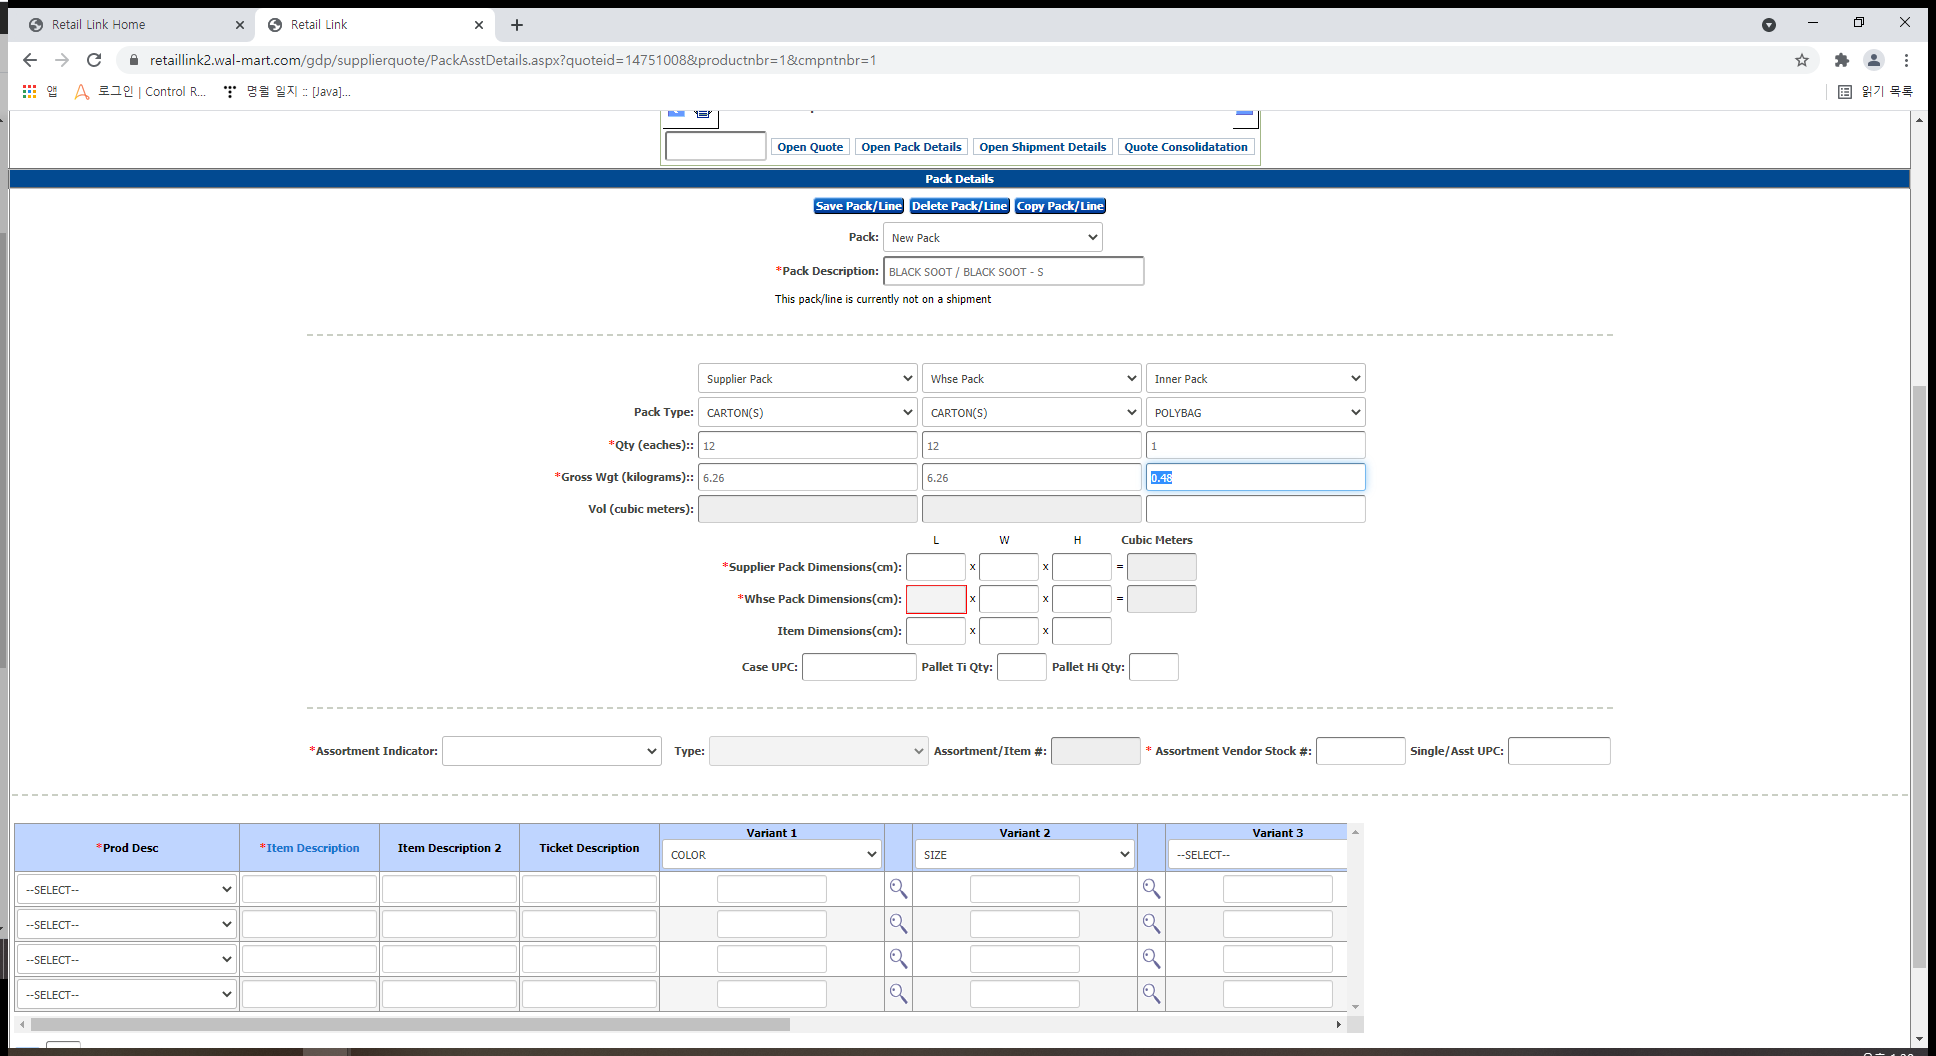 Retail Link Home
Retail Link
retaillink2.wal-mart.com/gdp/supplierquote/PackAsstDetails.aspx?quoteid=14751008&productnbr=1&cmpntnbr=1
앱 로그인 | Control R... 명월 일지 :: [Java]... 읽기 목록
Open Quote Open Pack Details Open Shipment Details Quote Consolidatation
Pack Details
Save Pack/Line Delete Pack/Line Copy Pack/Line
Pack: New Pack
*Pack Description: BLACK SOOT / BLACK SOOT - S
This pack/line is currently not on a shipment
Supplier Pack Whse Pack Inner Pack
Pack Type: CARTON(S) CARTON(S) POLYBAG
*Qty (eaches):: 12 12 1
*Gross Wgt (kilograms):: 6.26 6.26 0.48
Vol (cubic meters):
L W H Cubic Meters
*Supplier Pack Dimensions(cm): x x =
*Whse Pack Dimensions(cm): x x =
Item Dimensions(cm): x x
Case UPC: Pallet Ti Qty: Pallet Hi Qty:
*Assortment Indicator: Type: Assortment/Item #: * Assortment Vendor Stock #: Single/Asst UPC:
*Prod Desc *Item Description Item Description 2 Ticket Description Variant 1 Variant 2 Variant 3
COLOR SIZE --SELECT--
--SELECT--
--SELECT--
--SELECT--
--SELECT--